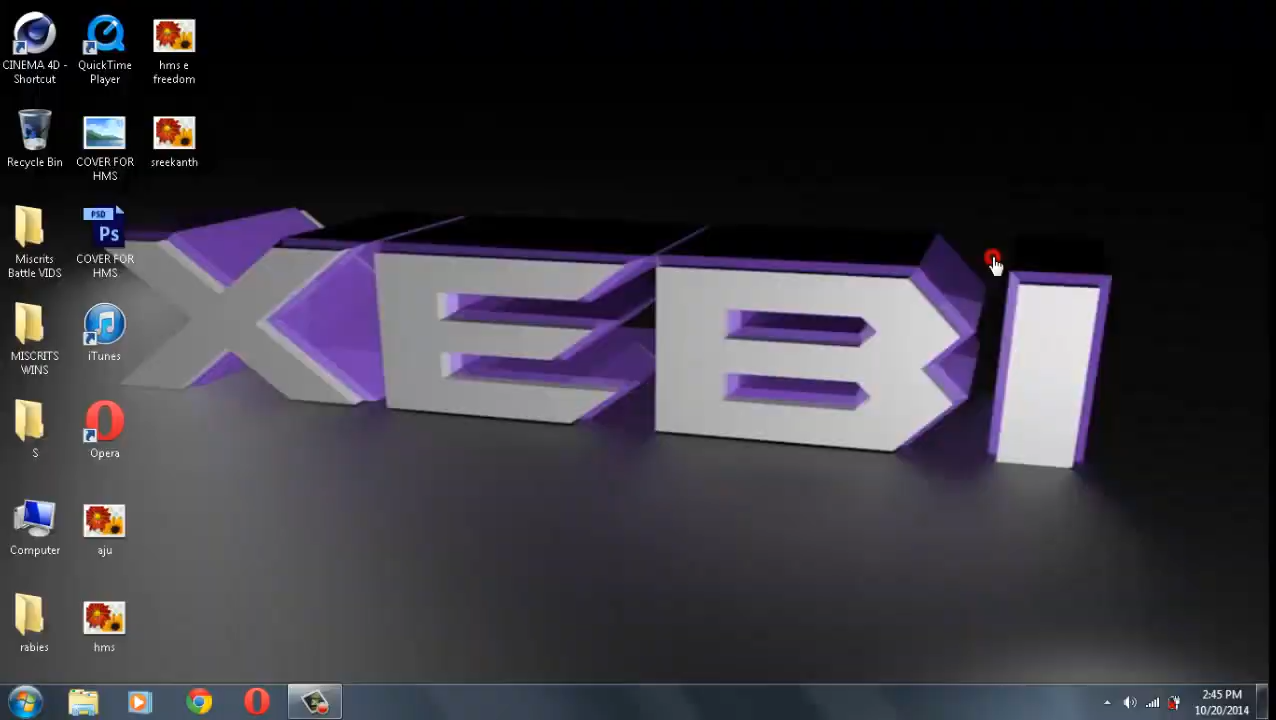 CINEMA 4D -
Shortcut
QuickTime
Player
hms e
freedom
Recycle Bin
COVER FOR
HMS
sreekanth
Miscrits
Battle VIDS
PSD
Ps
COVER FOR
HMS
XEBI
MISCRITS
WINS
iTunes
S
Opera
Computer
aju
rabies
hms
2:45 PM
10/20/2014